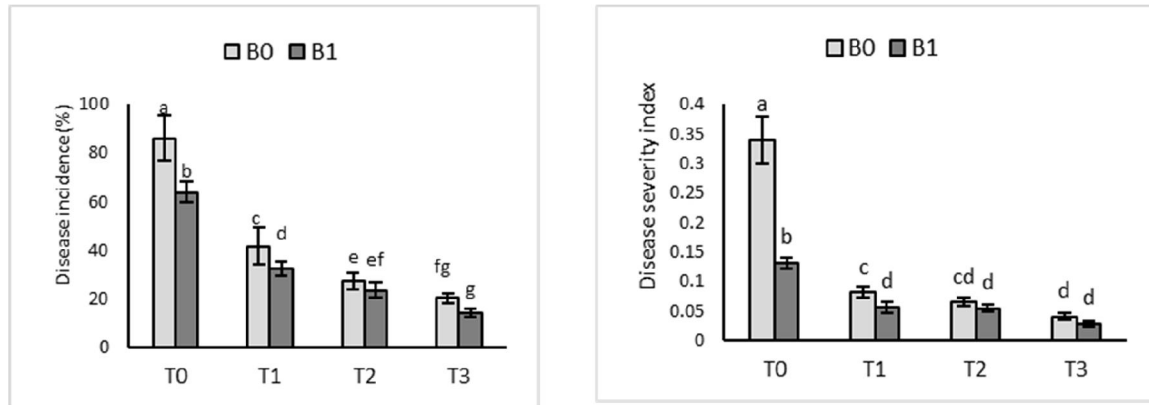 B0 B1
Disease incidence (%)
100
80
60
40
20
0
a
b
c
d
e
ef
fg
g
T0 T1 T2 T3
B0 B1
Disease severity index
0.4
0.35
0.3
0.25
0.2
0.15
0.1
0.05
0
a
b
c
d
cd
d
d
d
T0 T1 T2 T3